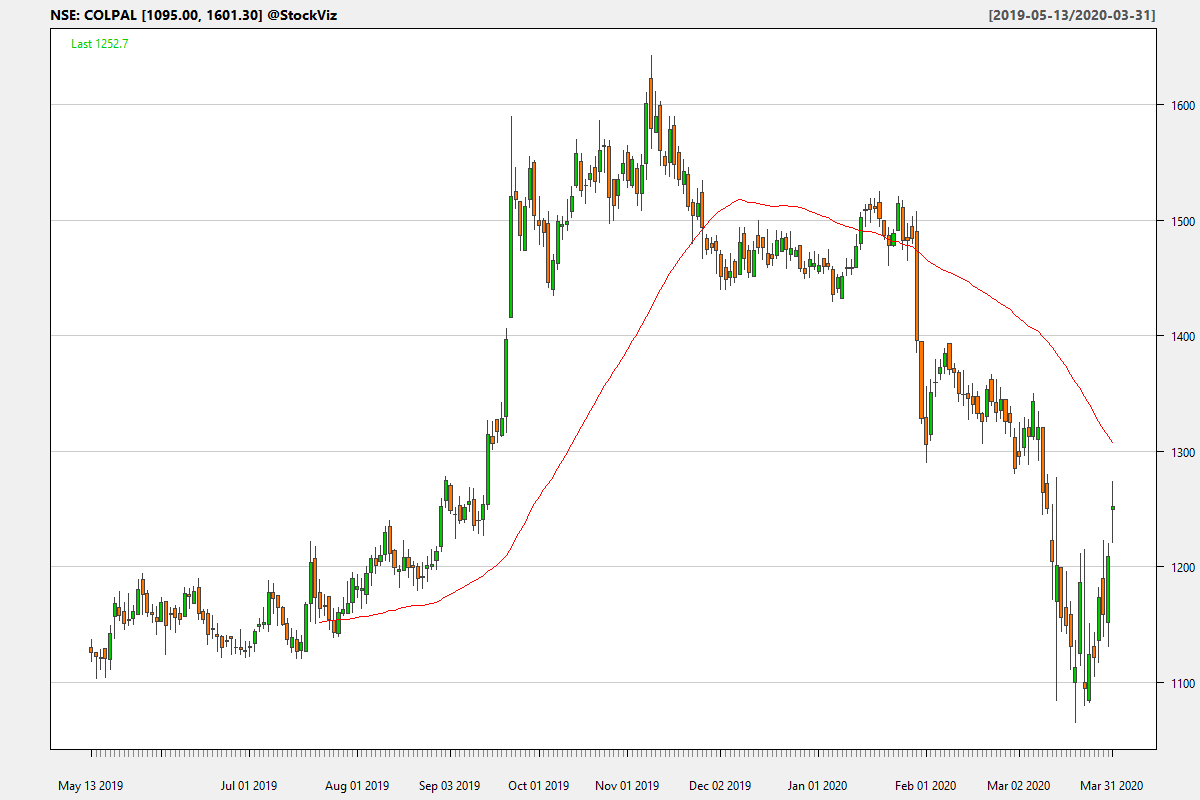 NSE: COLPAL [1095.00, 1601.30] @StockViz
[2019-05-13/2020-03-31]
Last 1252.7
1600
1500
1400
1300
1200
1100
May 13 2019
Jul 01 2019
Aug 01 2019
Sep 03 2019
Oct 01 2019
Nov 01 2019
Dec 02 2019
Jan 01 2020
Feb 01 2020
Mar 02 2020
Mar 31 2020